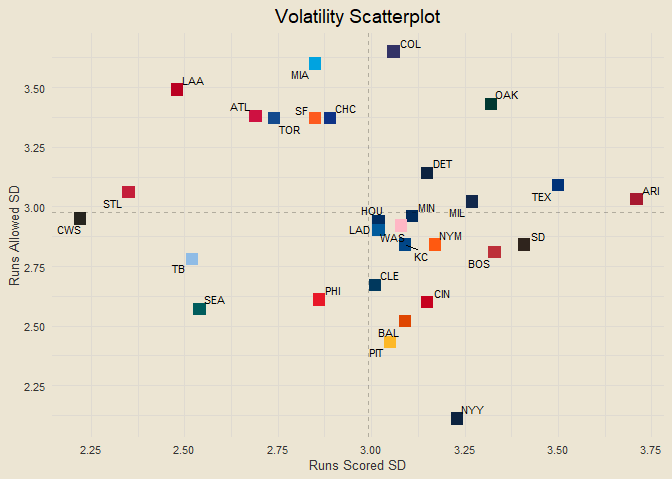 Volatility Scatterplot
COL
MIA
LAA
3.50
OAK
ATL
SF
CHC
TOR
3.25
DET
ARI
TEX
STL
MIL
3.00
HOU
MIN
CWS
LAD
WAS
NYM
SD
KC
BOS
TB
2.75
CLE
PHI
CIN
SEA
2.50
BAL
PIT
2.25
NYY
2.25
2.50
2.75
3.00
3.25
3.50
3.75
Runs Scored SD
Runs Allowed SD